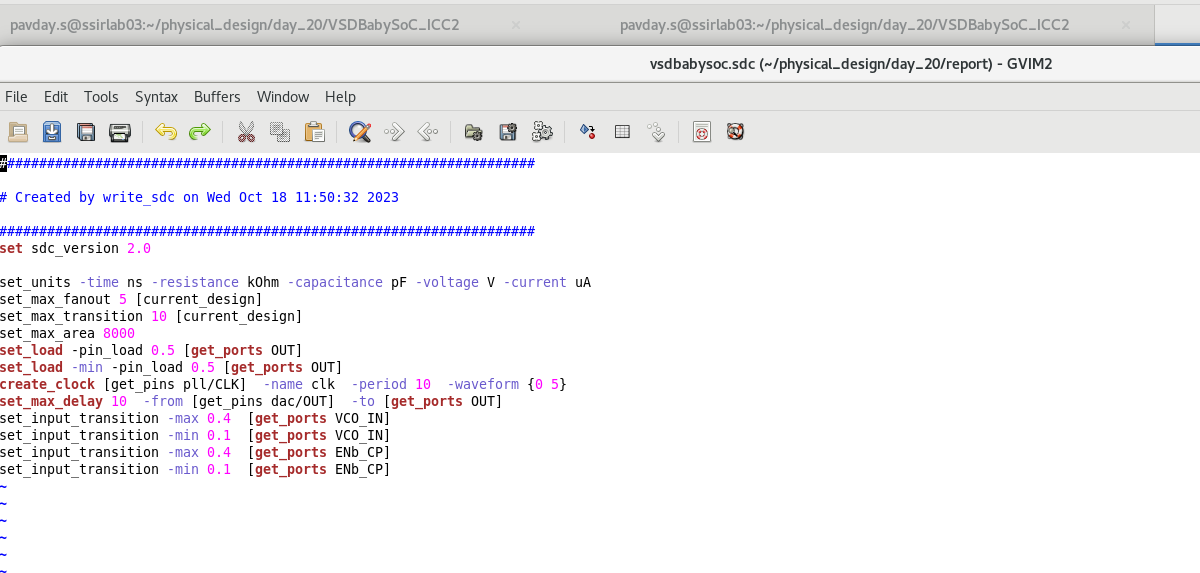 pavday.s@ssirlab03:~/physical_design/day_20/VSDBabySoC_ICC2 × pavday.s@ssirlab03:~/physical_design/day_20/VSDBabySoC_ICC2 ×
vsdbabysoc.sdc (~/physical_design/day_20/report) - GVIM2
File Edit Tools Syntax Buffers Window Help
###################################################################
# Created by write_sdc on Wed Oct 18 11:50:32 2023
###################################################################
set sdc_version 2.0
set_units -time ns -resistance kOhm -capacitance pF -voltage V -current uA
set_max_fanout 5 [current_design]
set_max_transition 10 [current_design]
set_max_area 8000
set_load -pin_load 0.5 [get_ports OUT]
set_load -min -pin_load 0.5 [get_ports OUT]
create_clock [get_pins pll/CLK]  -name clk  -period 10  -waveform {0 5}
set_max_delay 10  -from [get_pins dac/OUT]  -to [get_ports OUT]
set_input_transition -max 0.4  [get_ports VCO_IN]
set_input_transition -min 0.1  [get_ports VCO_IN]
set_input_transition -max 0.4  [get_ports ENb_CP]
set_input_transition -min 0.1  [get_ports ENb_CP]
~
~
~
~
~
~